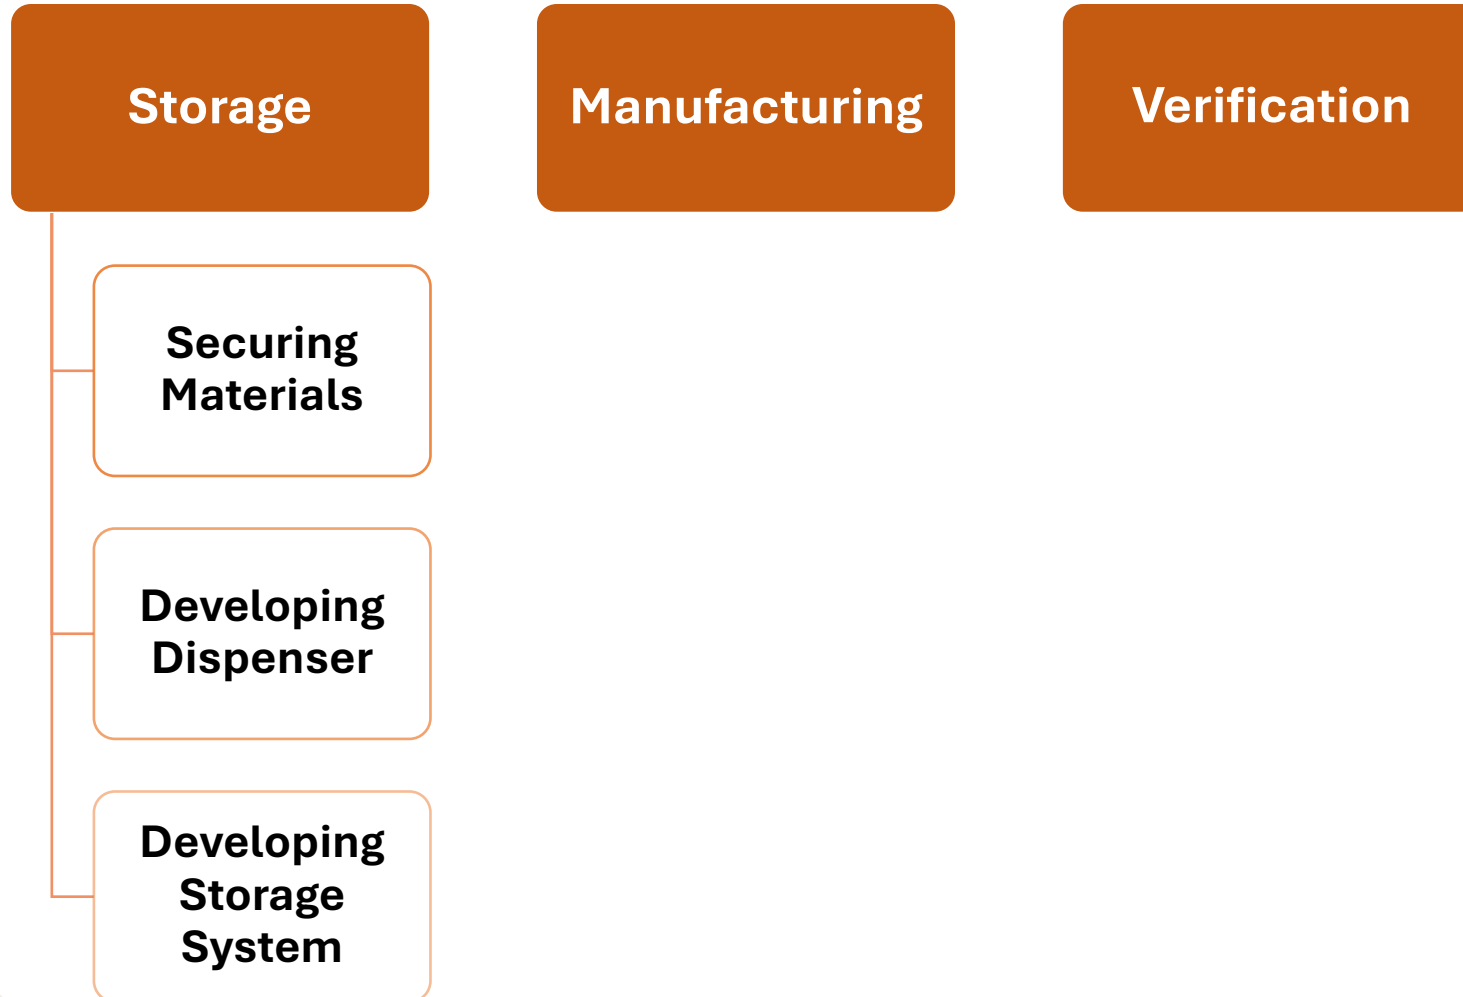 Storage
Manufacturing
Verification
Securing
Materials
Developing
Dispenser
Developing
Storage
System